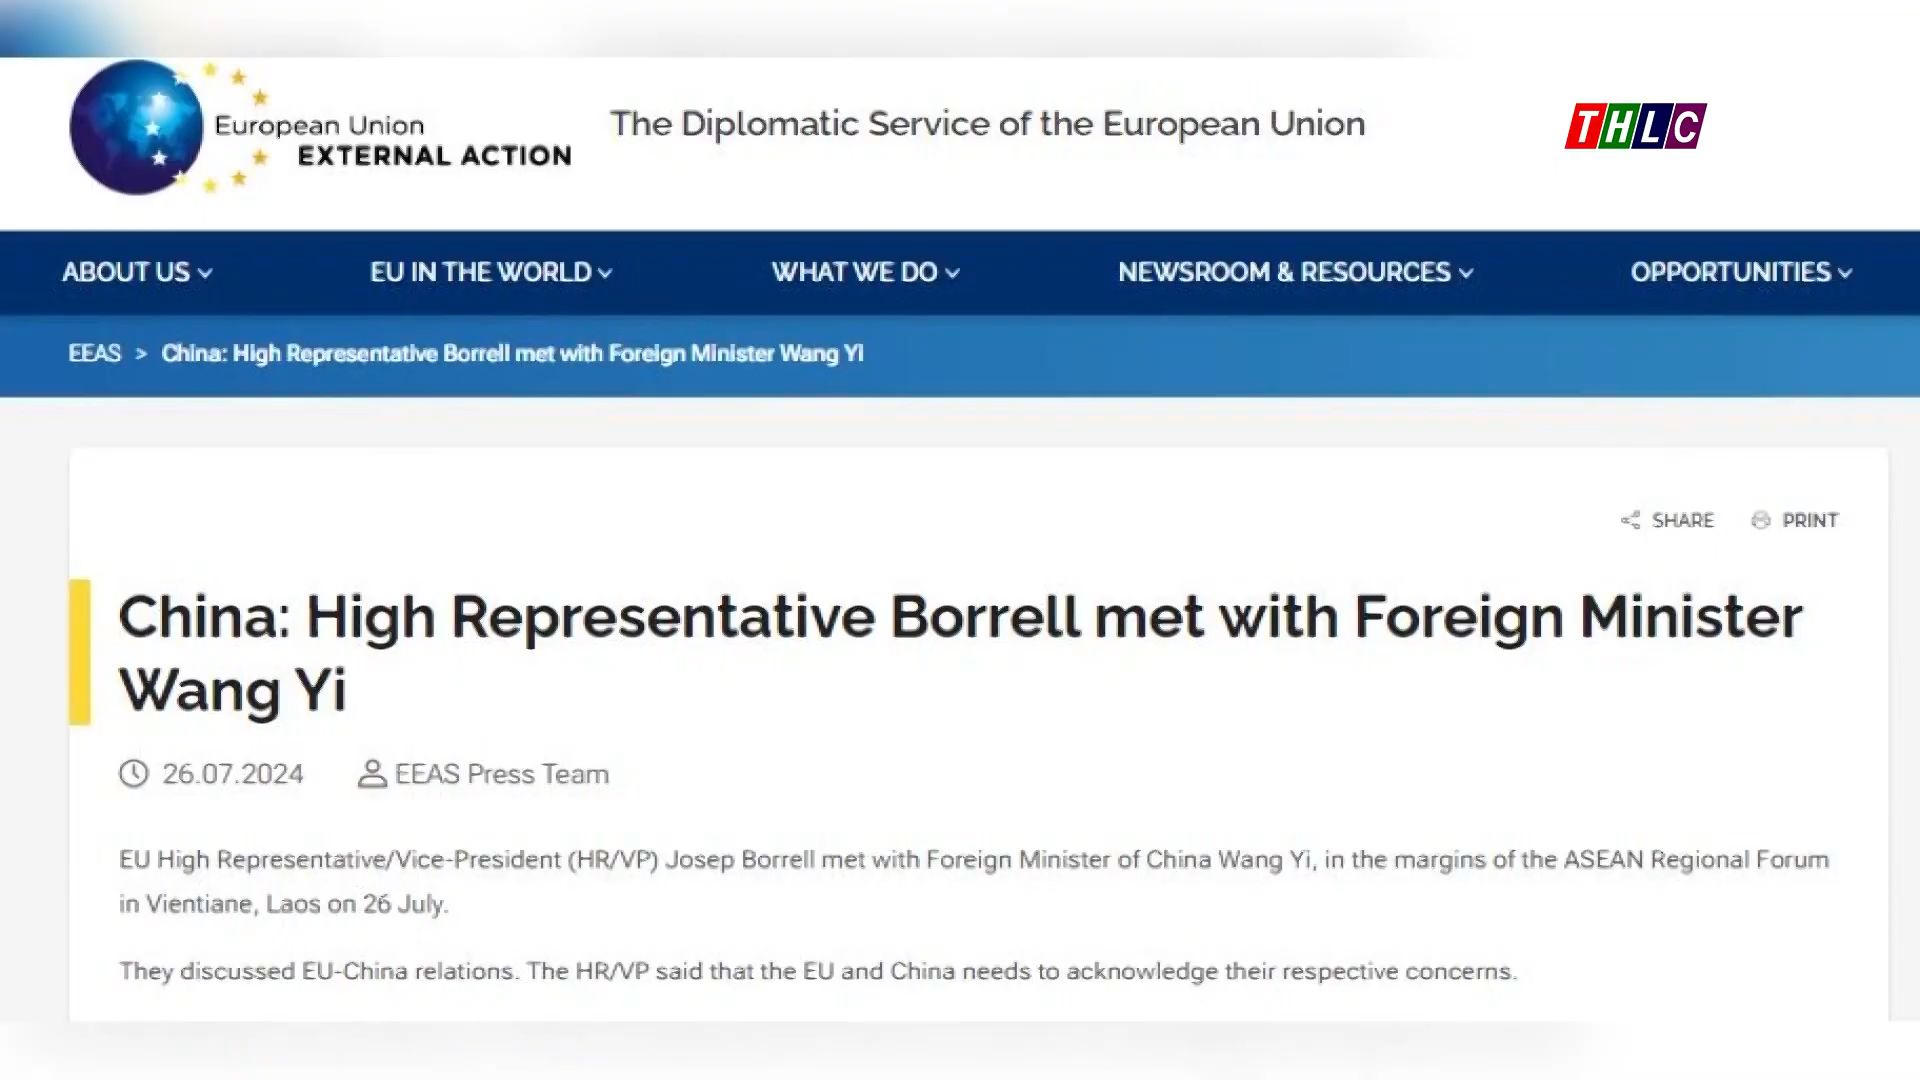 European Union
EXTERNAL ACTION
The Diplomatic Service of the European Union
THLC
ABOUT US
EU IN THE WORLD
WHAT WE DO
NEWSROOM & RESOURCES
OPPORTUNITIES
EEAS > China: High Representative Borrell met with Foreign Minister Wang Yi
SHARE
PRINT
China: High Representative Borrell met with Foreign Minister
Wang Yi
26.07.2024
EEAS Press Team
EU High Representative/Vice-President (HR/VP) Josep Borrell met with Foreign Minister of China Wang Yi, in the margins of the ASEAN Regional Forum
in Vientiane, Laos on 26 July.
They discussed EU-China relations. The HR/VP said that the EU and China needs to acknowledge their respective concerns.